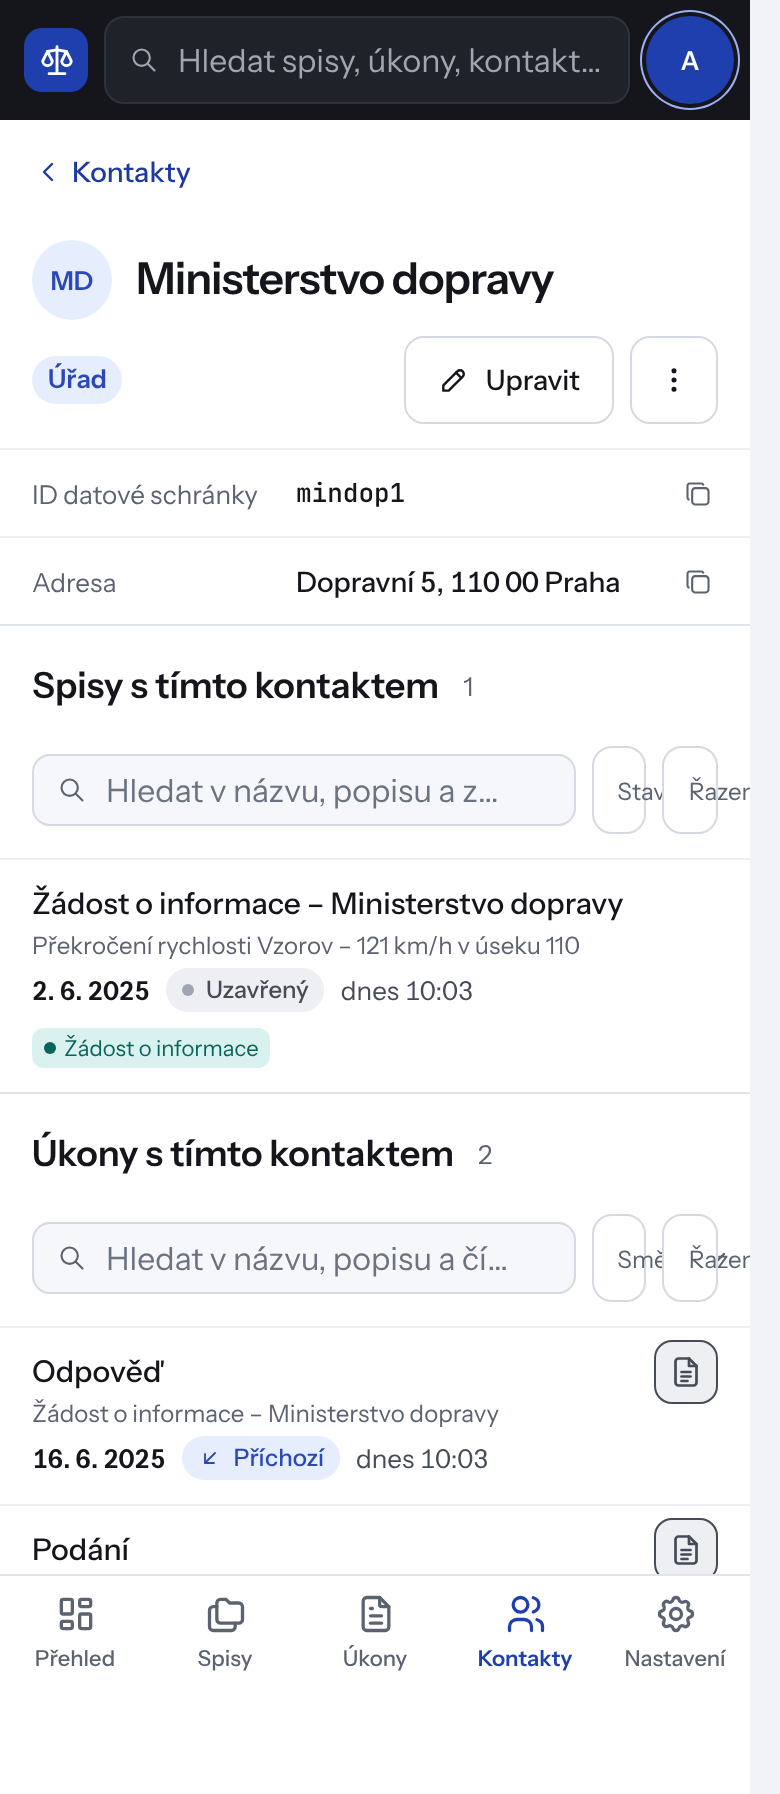 Hledat spisy, úkony, kontakt...
A
Kontakty
MD
Ministerstvo dopravy
Úřad
Upravit
ID datové schránky mindop1
Adresa Dopravní 5, 110 00 Praha
Spisy s tímto kontaktem 1
Hledat v názvu, popisu a z...
Stav
Řazen
Žádost o informace – Ministerstvo dopravy
Překročení rychlosti Vzorov – 121 km/h v úseku 110
2. 6. 2025 Uzavřený dnes 10:03
Žádost o informace
Úkony s tímto kontaktem 2
Hledat v názvu, popisu a čí...
Smě
Řazen
Odpověď
Žádost o informace – Ministerstvo dopravy
16. 6. 2025 Příchozí dnes 10:03
Podání
Přehled Spisy Úkony Kontakty Nastavení